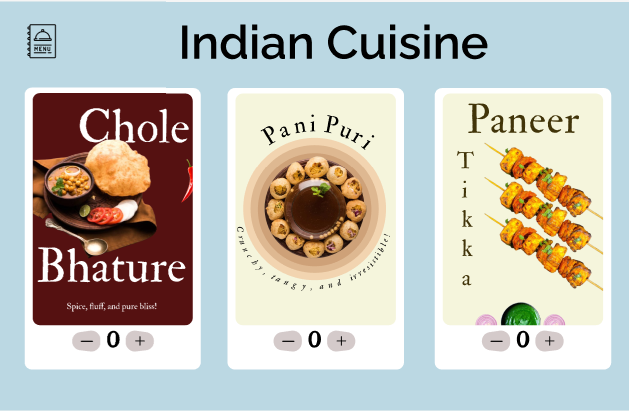 MENU
Indian Cuisine
Chole
Bhature
Spice, fluff, and pure bliss!
Pani Puri
Crunchy, tangy, and irresistible!
Paneer
Tikka
— 0 +
— 0 +
— 0 +